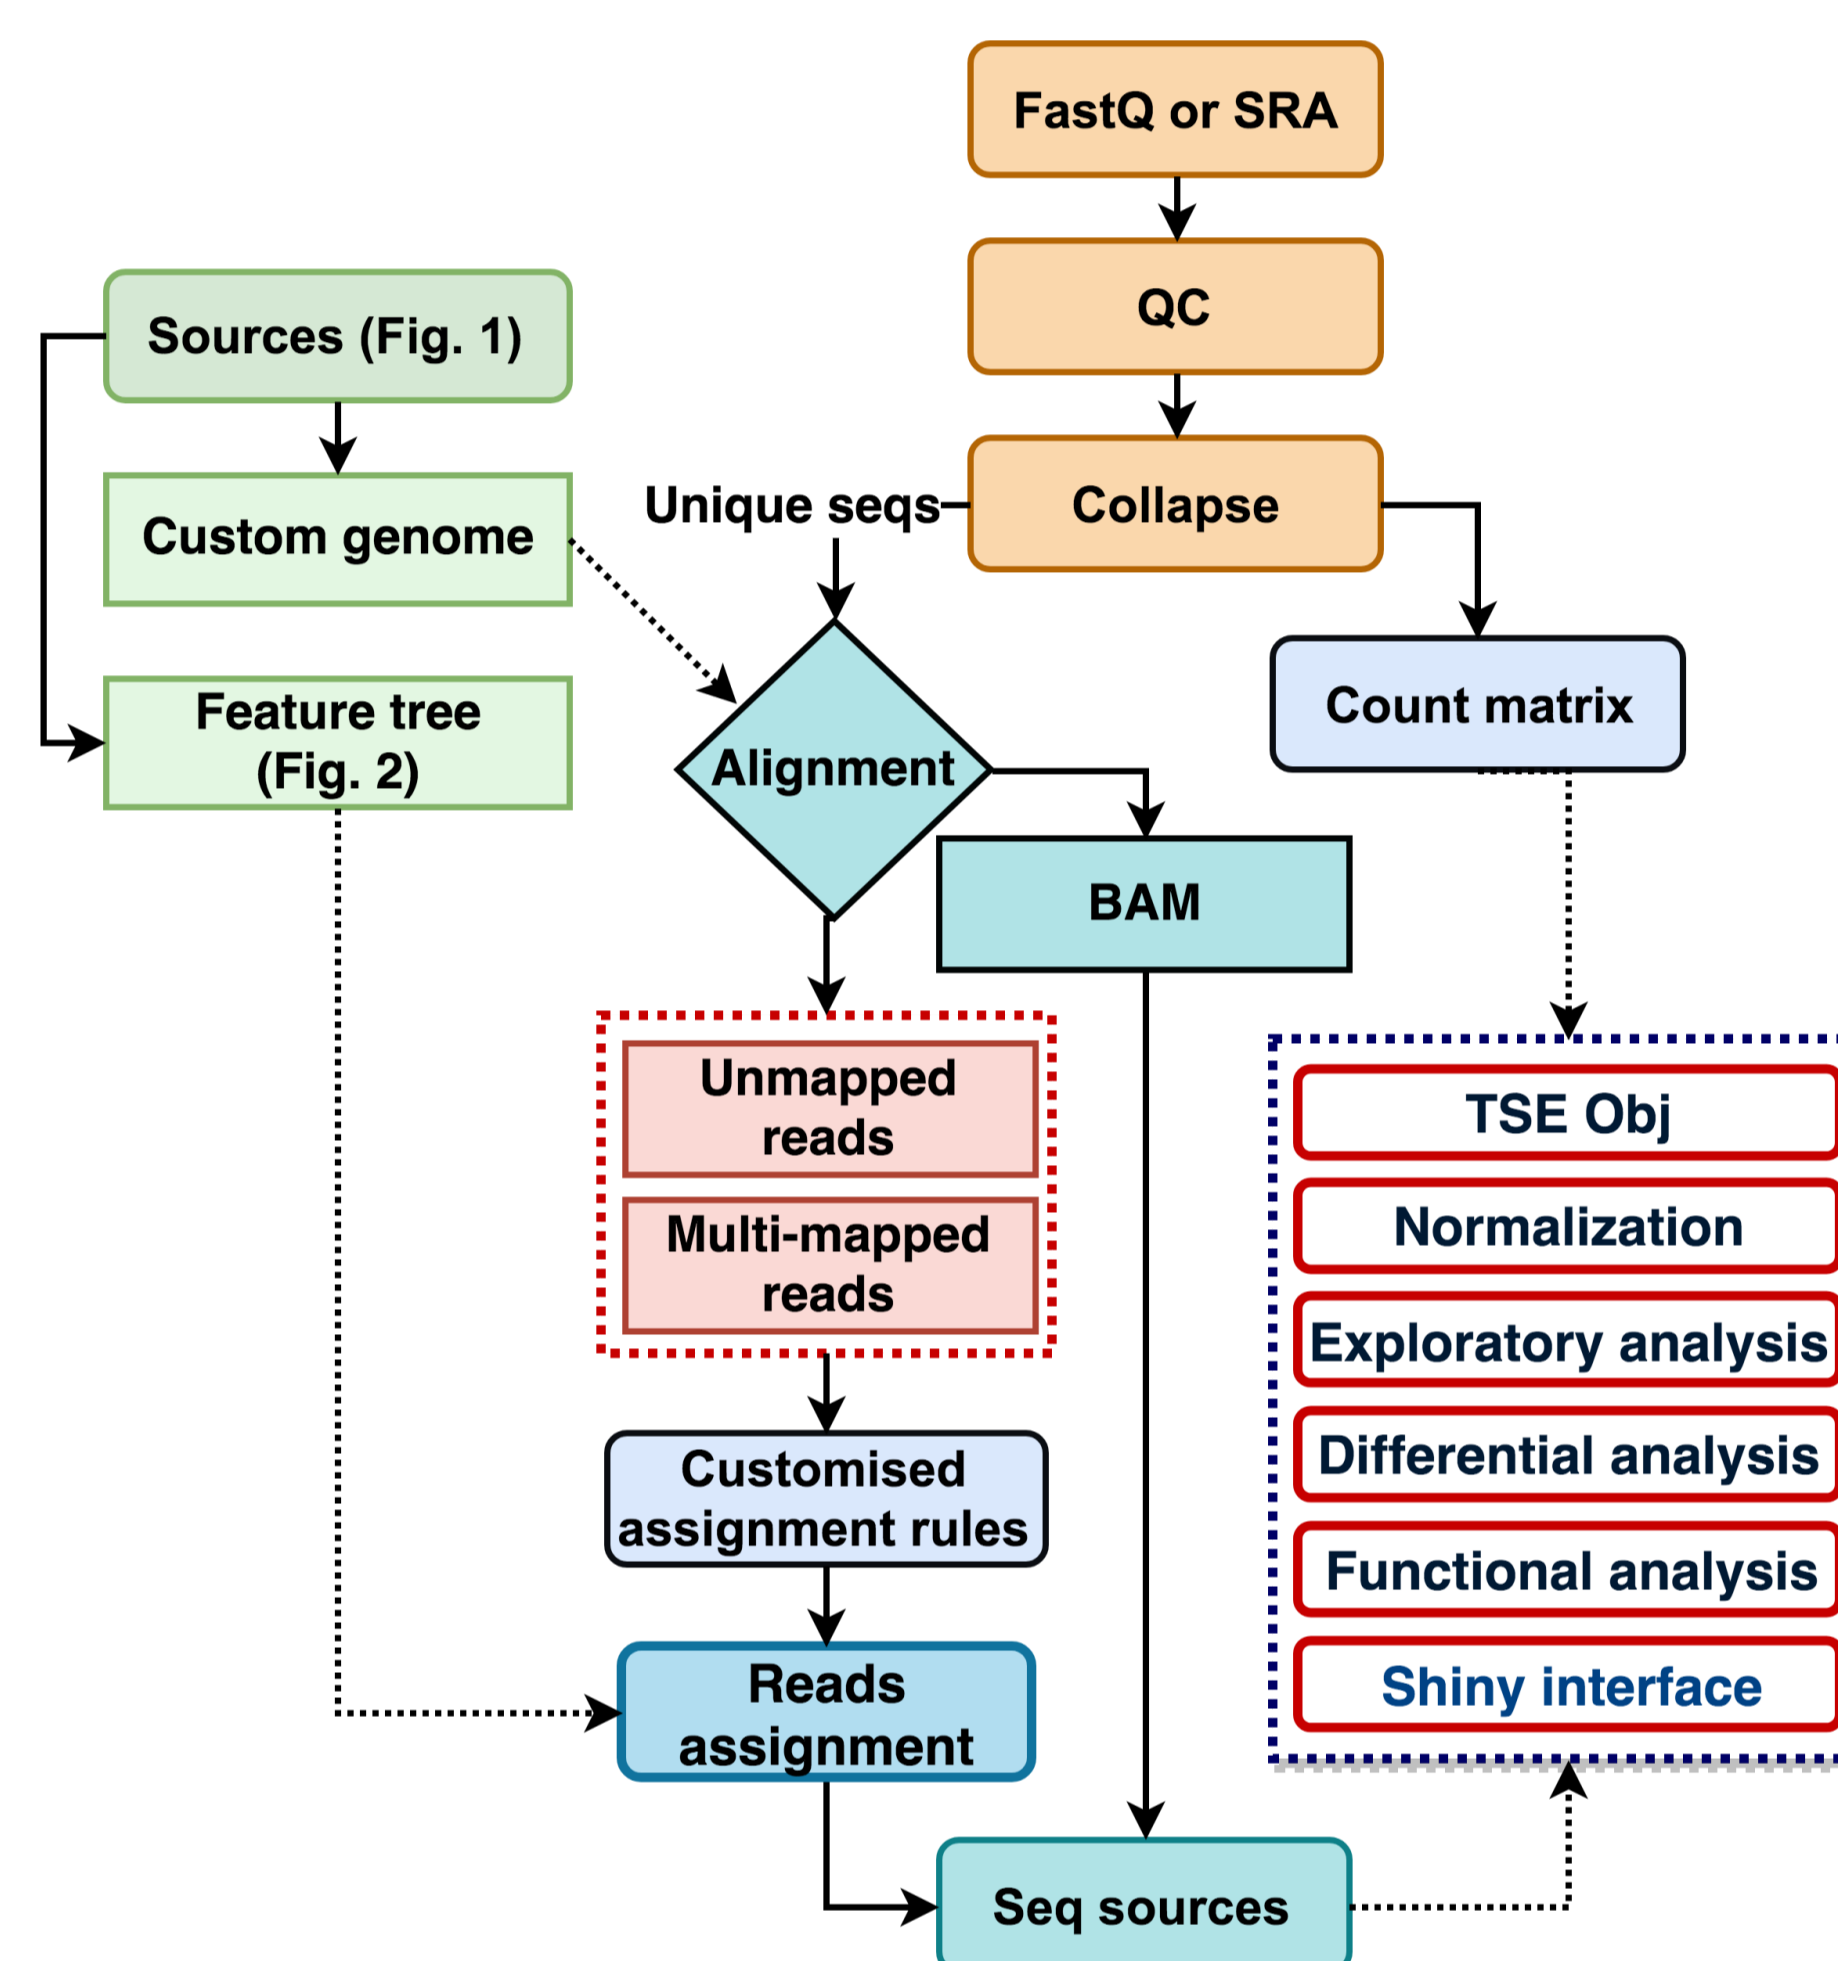 FastQ or SRA
QC
Sources (Fig. 1)
Collapse
Unique seqs
Custom genome
Count matrix
Feature tree
(Fig. 2)
Alignment
BAM
Unmapped
reads
Multi-mapped
reads
Customised
assignment rules
Reads
assignment
Seq sources
TSE Obj
Normalization
Exploratory analysis
Differential analysis
Functional analysis
Shiny interface